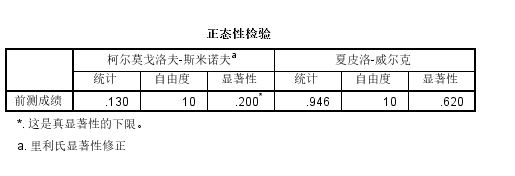 正态性检验
柯尔莫戈洛夫-斯米诺夫a 夏皮洛-威尔克
统计 自由度 显著性 统计 自由度 显著性
前测成绩 .130 10 .200* .946 10 .620
*. 这是真显著性的下限。
a. 里利氏显著性修正